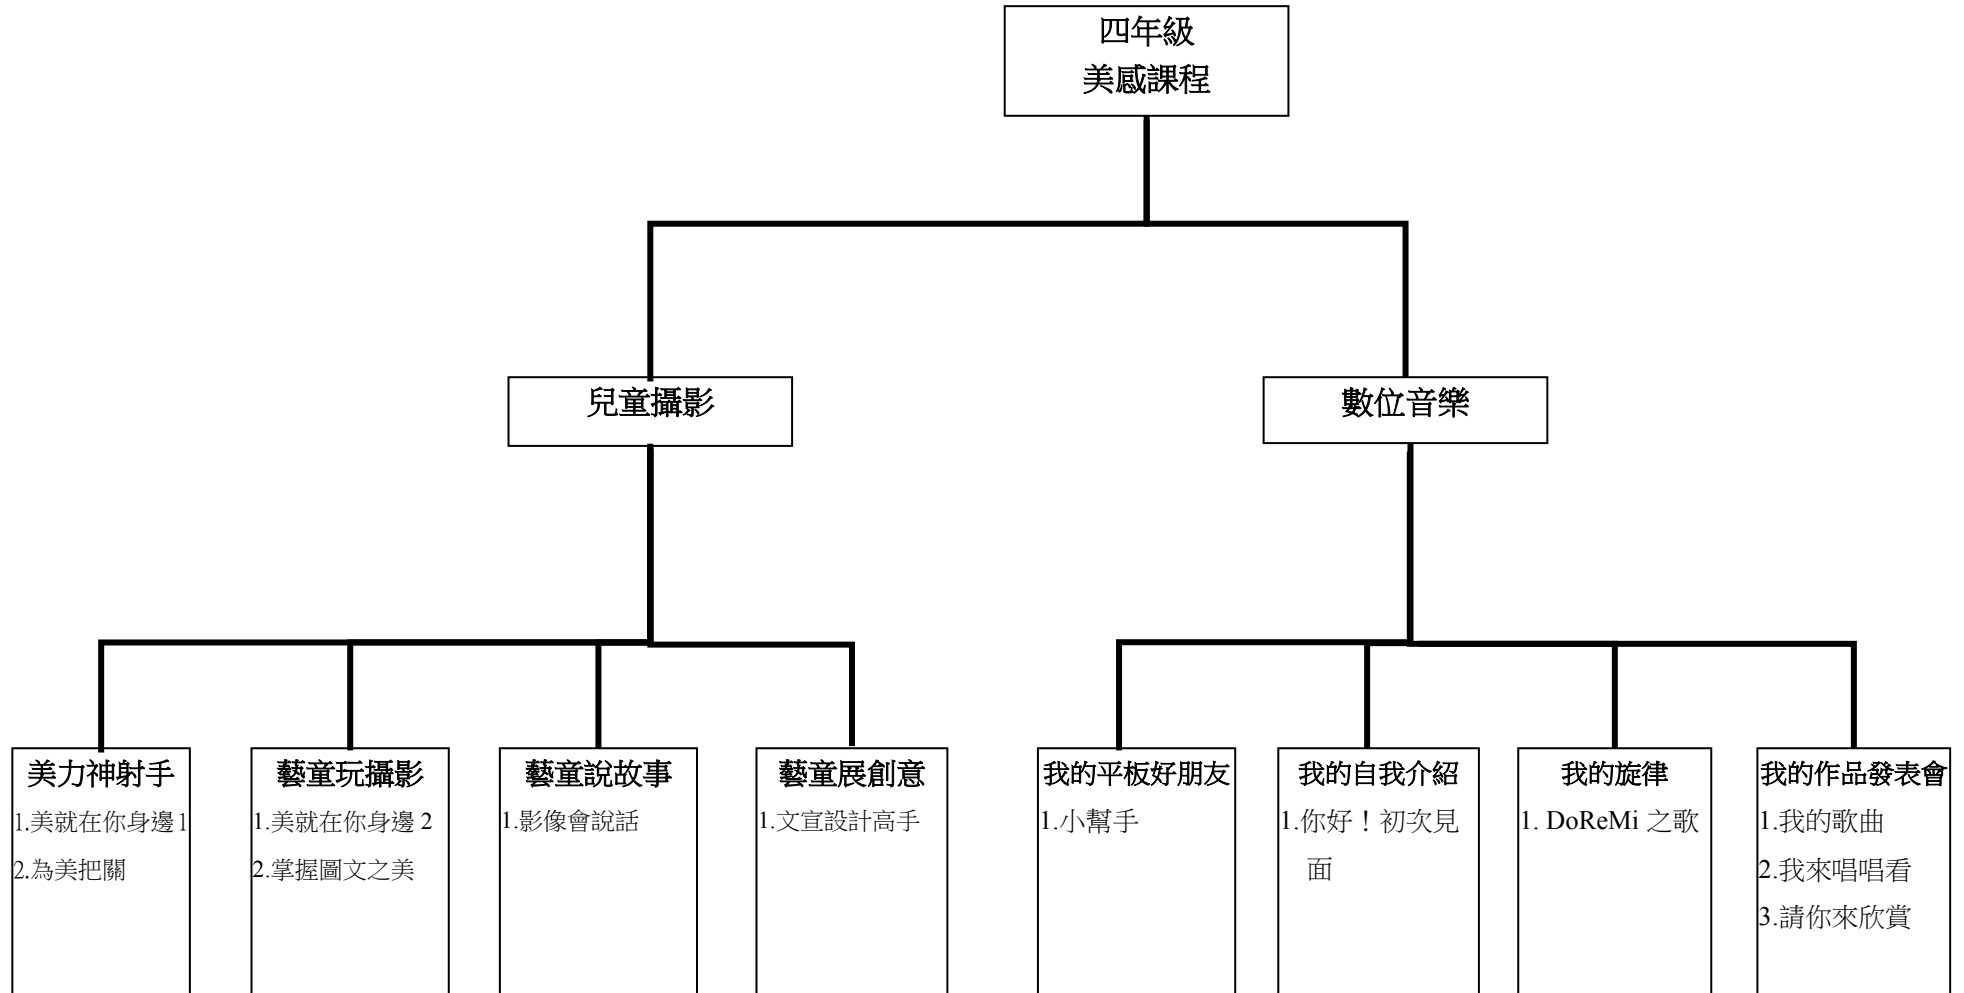 四年級
美感課程
兒童攝影
數位音樂
美力神射手
1.美就在你身邊1
2.為美把關
藝童玩攝影
1.美就在你身邊 2
2.掌握圖文之美
藝童說故事
1.影像會說話
藝童展創意
1.文宣設計高手
我的平板好朋友
1.小幫手
我的自我介紹
1.你好！初次見
面
我的旋律
1. DoReMi 之歌
我的作品發表會
1.我的歌曲
2.我來唱唱看
3.請你來欣賞